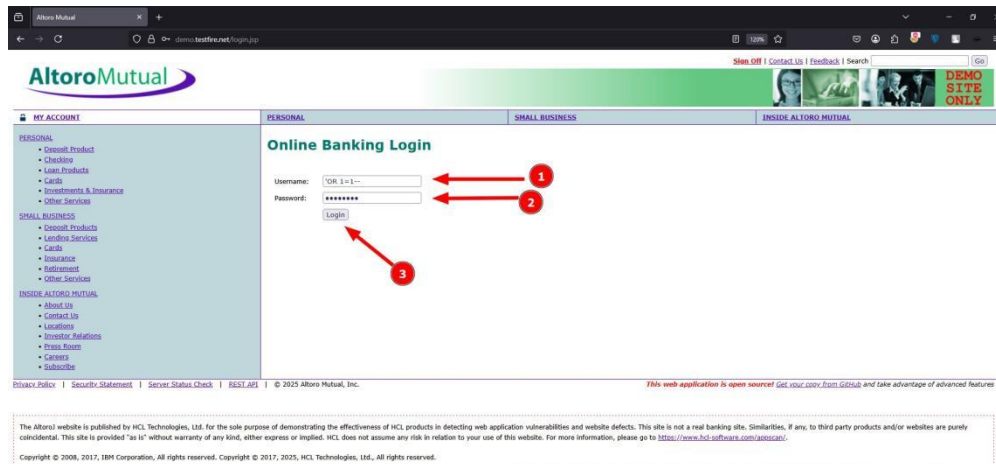 Altoro Mutual
demo.testfire.net/login.jsp
120%
Sign Off | Contact Us | Feedback | Search
Go
AltoroMutual
DEMO
SITE
ONLY
MY ACCOUNT
PERSONAL
SMALL BUSINESS
INSIDE ALTORO MUTUAL
PERSONAL
• Deposit Product
• Checking
• Loan Products
• Cards
• Investments & Insurance
• Other Services
SMALL BUSINESS
• Deposit Products
• Lending Services
• Cards
• Insurance
• Retirement
• Other Services
INSIDE ALTORO MUTUAL
• About Us
• Contact Us
• Locations
• Investor Relations
• Press Room
• Careers
• Subscribe
Online Banking Login
Username: 'OR 1=1--
1
Password: ••••••••
2
Login
3
Privacy Policy | Security Statement | Server Status Check | REST API | © 2025 Altoro Mutual, Inc.
This web application is open source! Get your copy from GitHub and take advantage of advanced features
The AltoroJ website is published by HCL Technologies, Ltd. for the sole purpose of demonstrating the effectiveness of HCL products in detecting web application vulnerabilities and website defects. This site is not a real banking site. Similarities, if any, to third party products and/or websites are purely
coincidental. This site is provided "as is" without warranty of any kind, either express or implied. HCL does not assume any risk in relation to your use of this website. For more information, please go to https://www.hcl-software.com/appscan/.
Copyright © 2008, 2017, IBM Corporation, All rights reserved. Copyright © 2017, 2025, HCL Technologies, Ltd., All rights reserved.